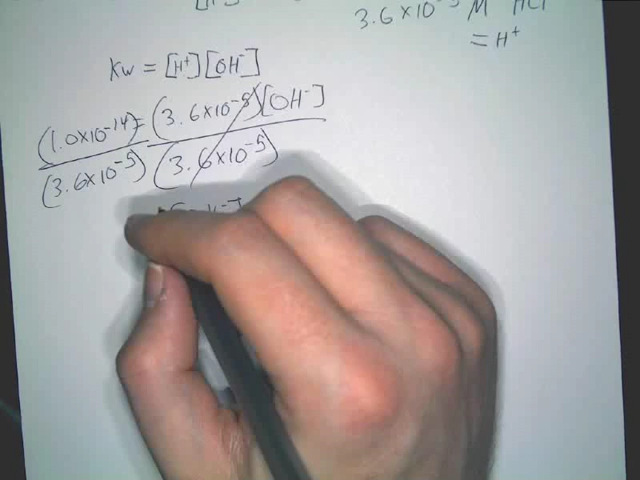 3.6 x 10⁻⁵ M HCl
= H⁺
Kw = [H⁺][OH⁻]
(1.0x10⁻¹⁴) = (3.6x10⁻⁵)[OH⁻]
(3.6x10⁻⁵) (3.6x10⁻⁵)